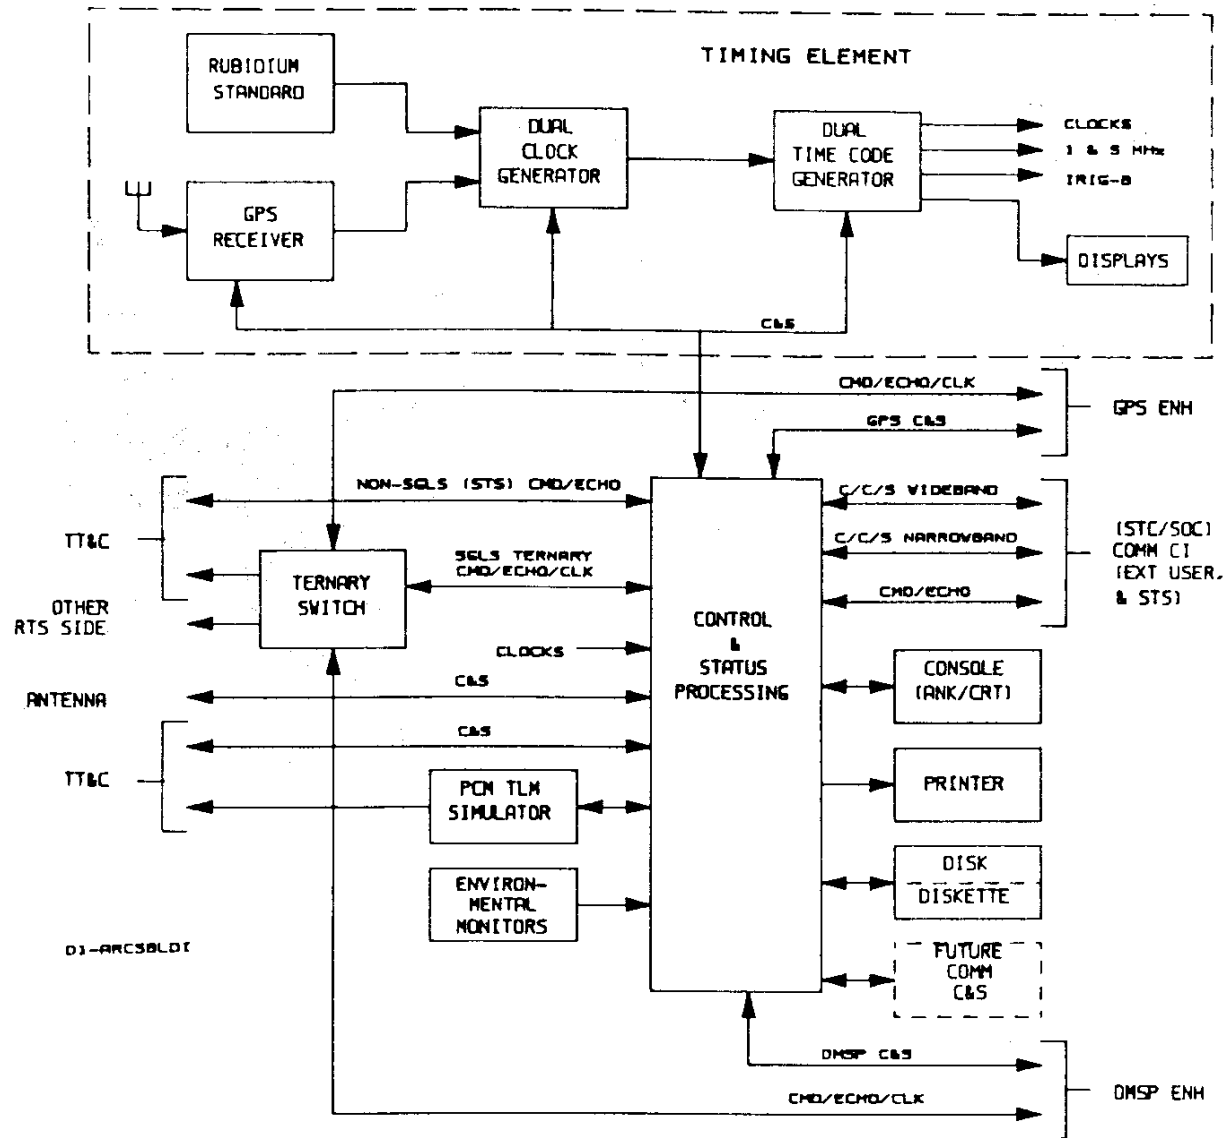 TIMING ELEMENT
RUBIDIUM
STANDARD
DUAL
CLOCK
GENERATOR
DUAL
TIME CODE
GENERATOR
CLOCKS
1 & 5 MHz
IRIG-B
GPS
RECEIVER
DISPLAYS
C&S
CMD/ECHO/CLK
GPS C&S
GPS ENH
NON-SGLS (STS) CMD/ECHO
TT&C
SGLS TERNARY
CMD/ECHO/CLK
TERNARY
SWITCH
OTHER
RTS SIDE
CLOCKS
C&S
ANTENNA
C&S
TT&C
PCM TLM
SIMULATOR
ENVIRON-
MENTAL
MONITORS
CONTROL
&
STATUS
PROCESSING
C/C/S WIDEBAND
C/C/S NARROWBAND
CMD/ECHO
(STC/SOC)
COMM CI
(EXT USER.
& STS)
CONSOLE
(ANK/CRT)
PRINTER
DISK
DISKETTE
FUTURE
COMM
C&S
D1-ARCSBLDI
DMSP C&S
CMD/ECHO/CLK
DMSP ENH